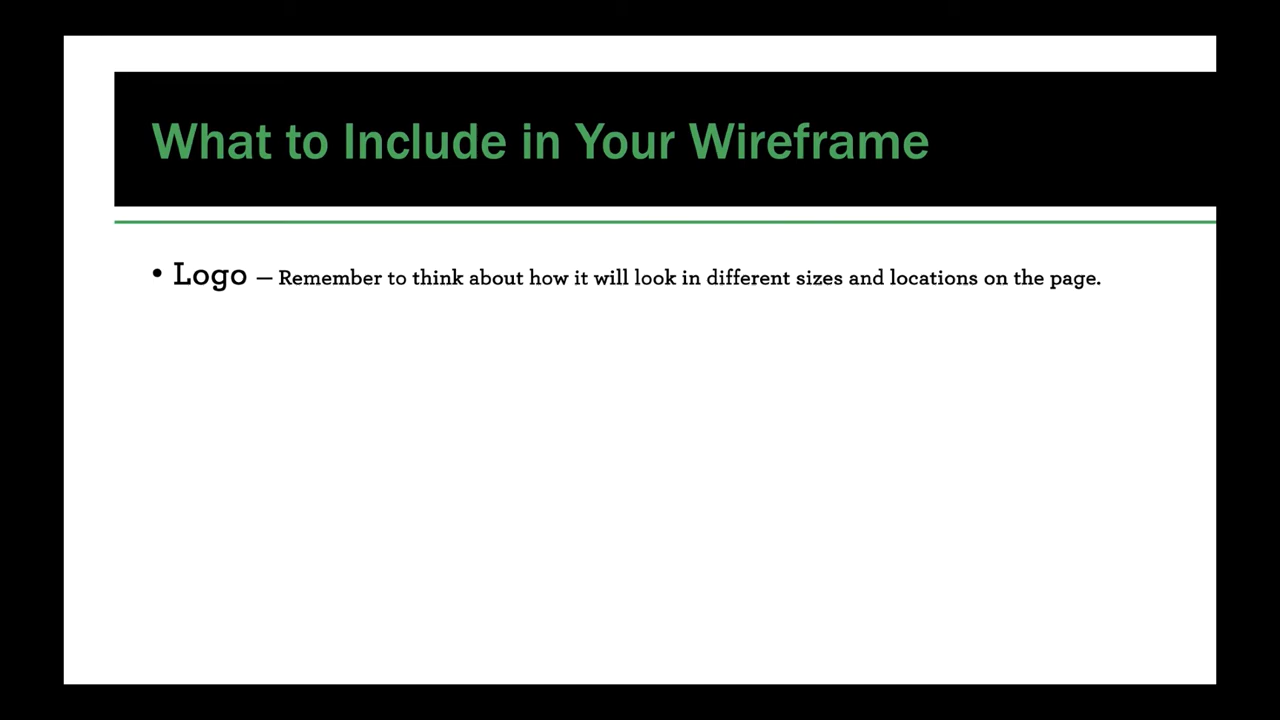 What to Include in Your Wireframe
• Logo — Remember to think about how it will look in different sizes and locations on the page.